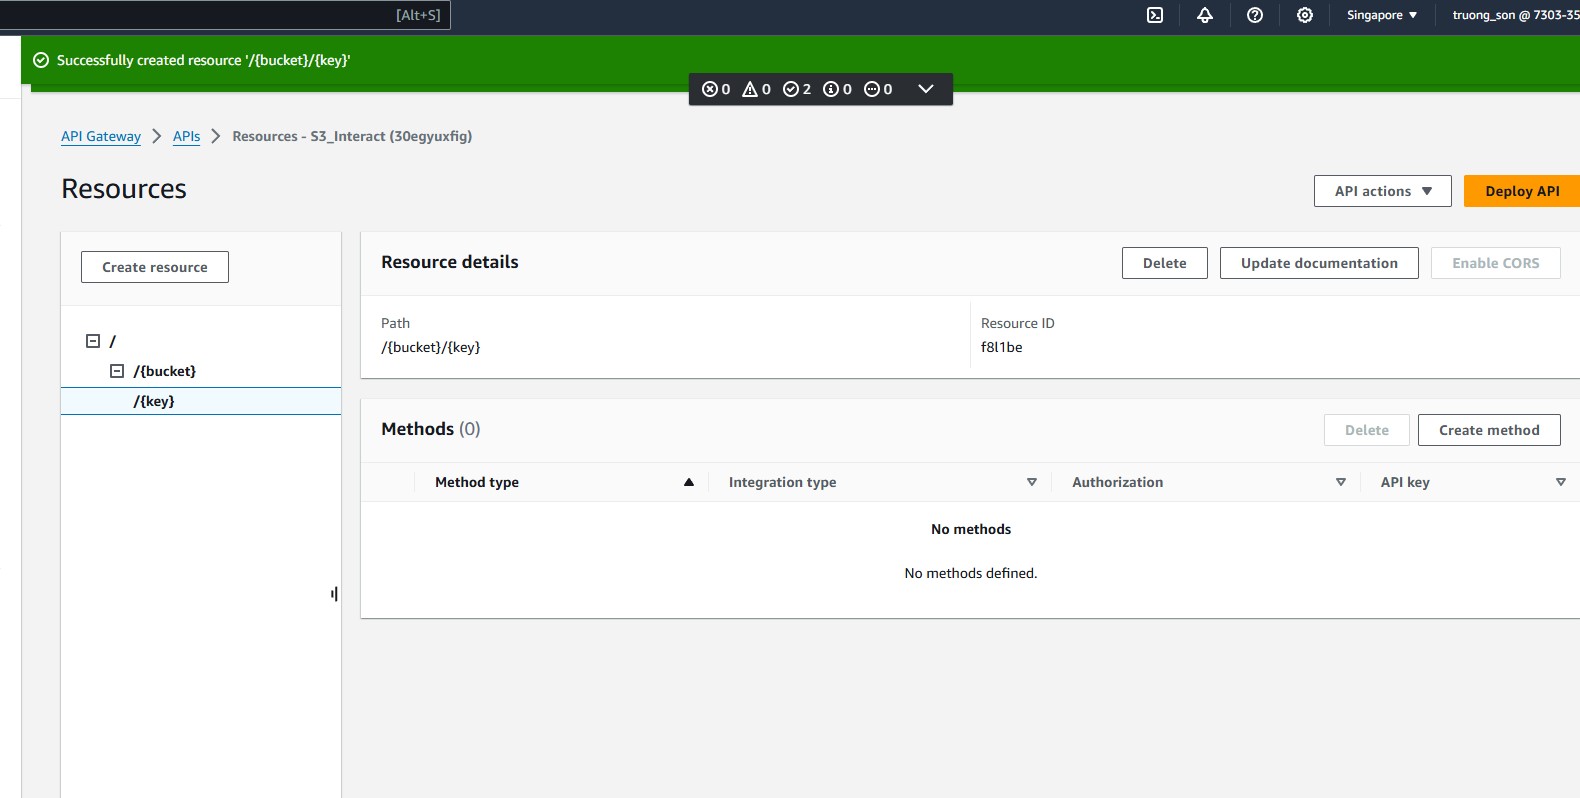 [Alt+S]
Singapore
truong_son @ 7303-35
Successfully created resource '/{bucket}/{key}'
0 0 2 0 0
API Gateway APIs Resources - S3_Interact (30egyuxfig)
Resources
API actions
Deploy API
Create resource
/
/{bucket}
/{key}
Resource details
Delete
Update documentation
Enable CORS
Path
/{bucket}/{key}
Resource ID
f8l1be
Methods (0)
Delete
Create method
Method type Integration type Authorization API key
No methods
No methods defined.